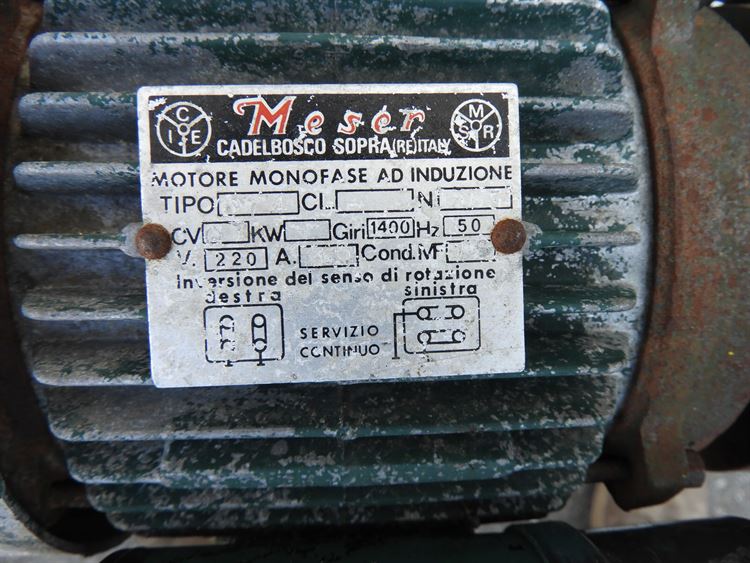 C I E Meser M S R
CADELBOSCO SOPRA (RE) ITALY
MOTORE MONOFASE AD INDUZIONE
TIPO CL. N
CV KW Giri 1400 Hz 50
V. 220 A. Cond. MF
Inversione del senso di rotazione
destra sinistra
SERVIZIO
CONTINUO